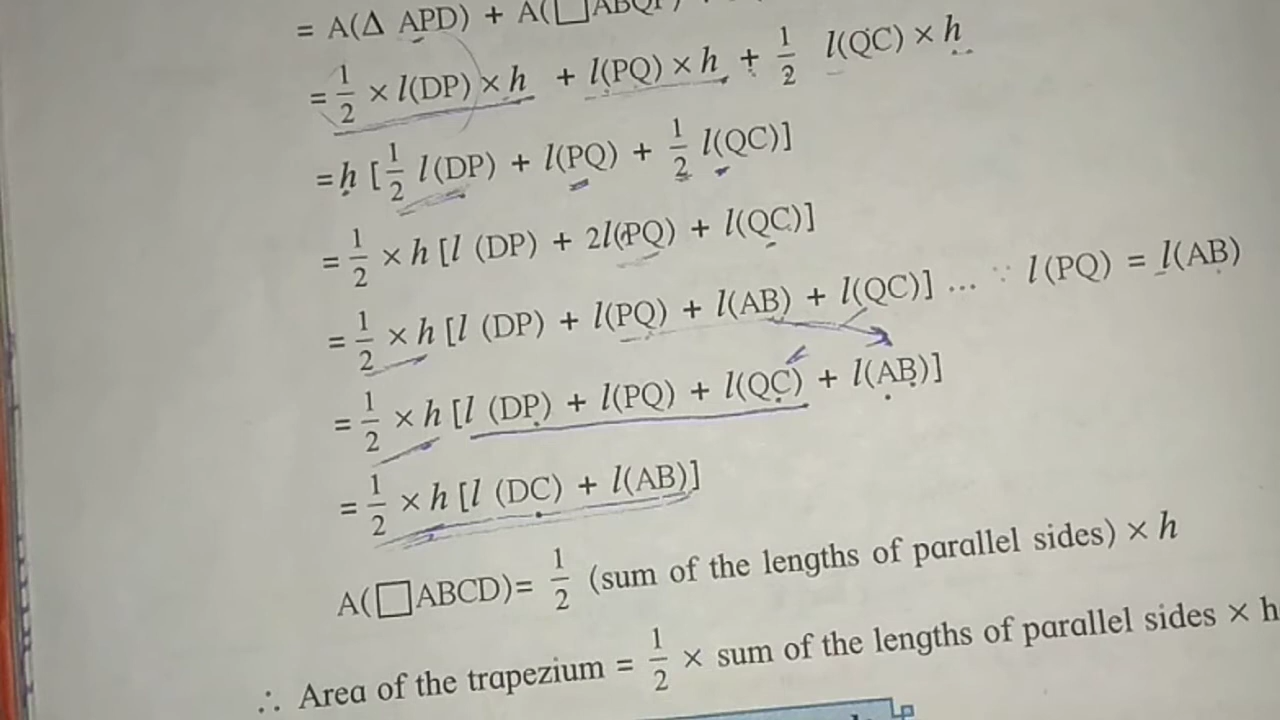 = A(Δ APD) + A(□ABQP)
= 1/2 × l(DP) × h + l(PQ) × h + 1/2 l(QC) × h
= h [1/2 l(DP) + l(PQ) + 1/2 l(QC)]
= 1/2 × h [l (DP) + 2l(PQ) + l(QC)]
= 1/2 × h [l (DP) + l(PQ) + l(AB) + l(QC)] ... ∵ l(PQ) = l(AB)
= 1/2 × h [l (DP) + l(PQ) + l(QC) + l(AB)]
= 1/2 × h [l (DC) + l(AB)]
A(□ABCD)= 1/2 (sum of the lengths of parallel sides) × h
∴ Area of the trapezium = 1/2 × sum of the lengths of parallel sides × h